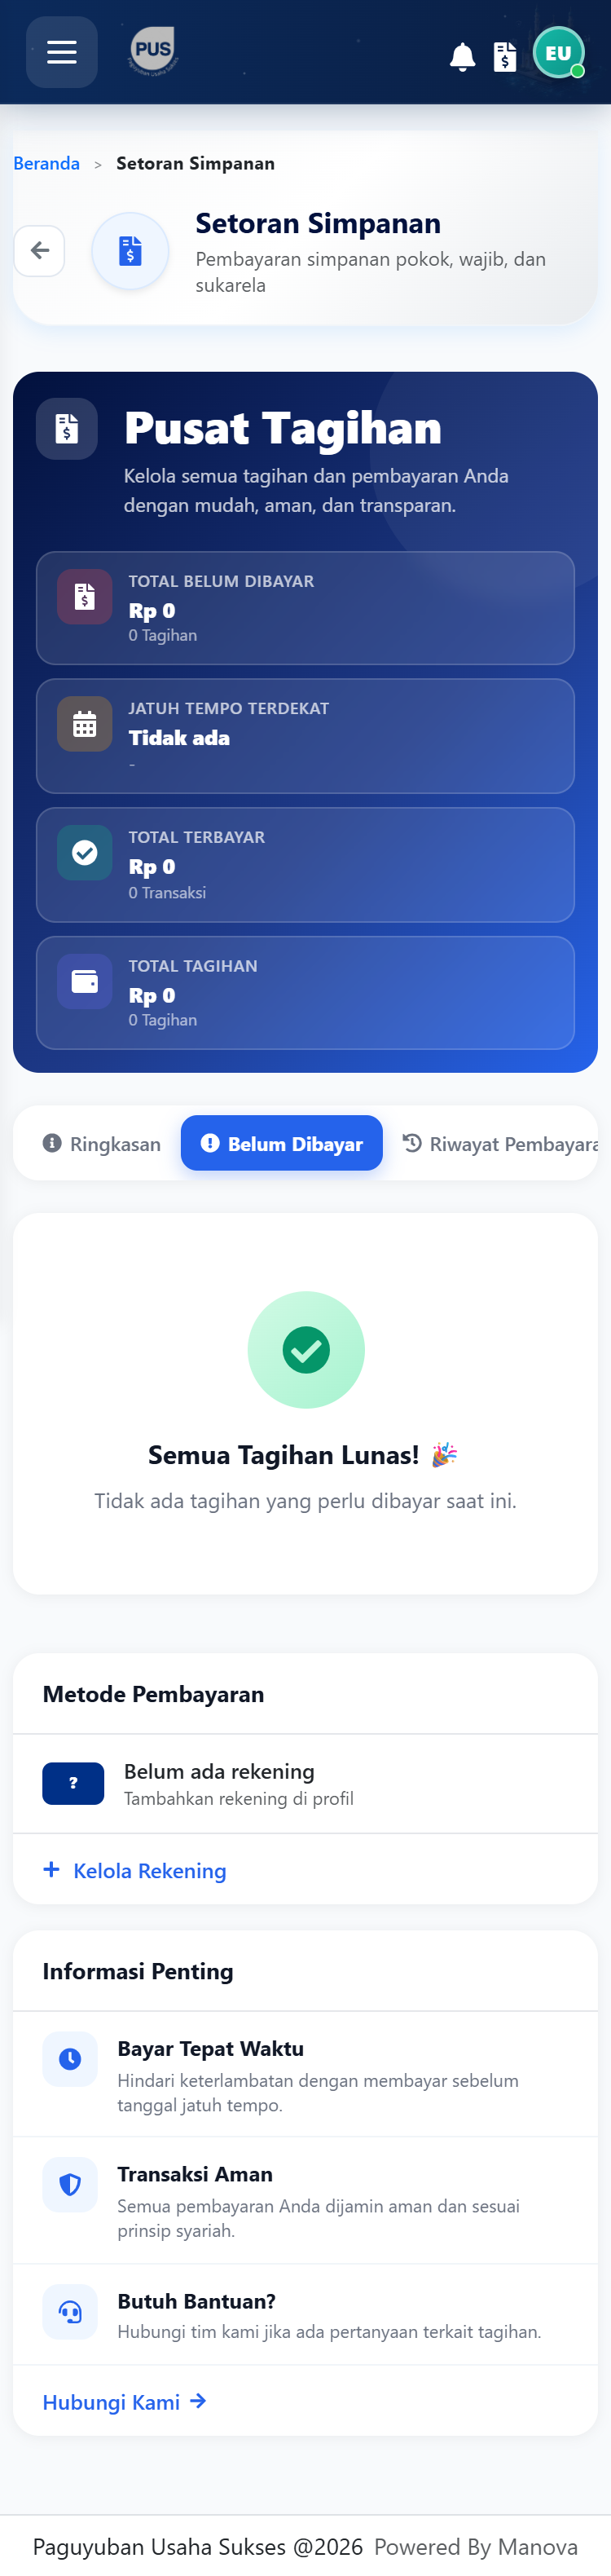 PUS
Paguyuban Usaha Sukses
EU
Beranda > Setoran Simpanan
Setoran Simpanan
Pembayaran simpanan pokok, wajib, dan
sukarela
Pusat Tagihan
Kelola semua tagihan dan pembayaran Anda
dengan mudah, aman, dan transparan.
TOTAL BELUM DIBAYAR
Rp 0
0 Tagihan
JATUH TEMPO TERDEKAT
Tidak ada
-
TOTAL TERBAYAR
Rp 0
0 Transaksi
TOTAL TAGIHAN
Rp 0
0 Tagihan
Ringkasan Belum Dibayar Riwayat Pembayara
Semua Tagihan Lunas! 🎉
Tidak ada tagihan yang perlu dibayar saat ini.
Metode Pembayaran
?
Belum ada rekening
Tambahkan rekening di profil
+ Kelola Rekening
Informasi Penting
Bayar Tepat Waktu
Hindari keterlambatan dengan membayar sebelum
tanggal jatuh tempo.
Transaksi Aman
Semua pembayaran Anda dijamin aman dan sesuai
prinsip syariah.
Butuh Bantuan?
Hubungi tim kami jika ada pertanyaan terkait tagihan.
Hubungi Kami →
Paguyuban Usaha Sukses @2026 Powered By Manova